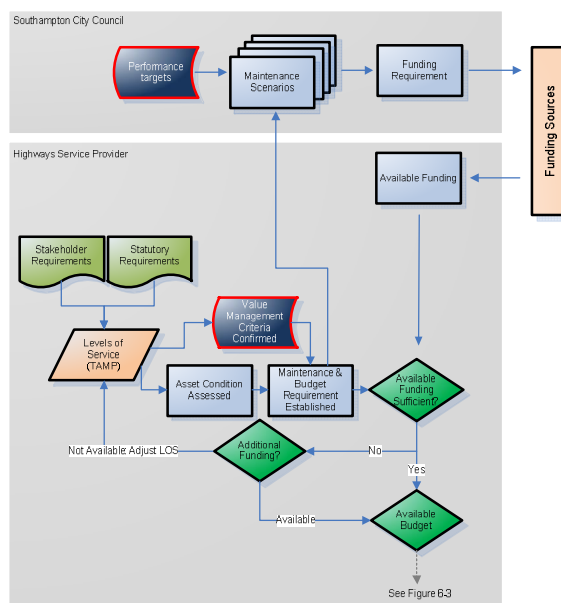 Southampton City Council
Performance
targets
Maintenance
Scenarios
Funding
Requirement
Funding Sources
Highways Service Provider
Available Funding
Stakeholder
Requirements
Statutory
Requirements
Value
Management
Criteria
Confirmed
Levels of
Service
(TAMP)
Asset Condition
Assessed
Maintenance &
Budget
Requirement
Established
Available
Funding
Sufficient?
Not Available: Adjust LOS
Additional
Funding?
No
Yes
Available
Available
Budget
See Figure 6-3